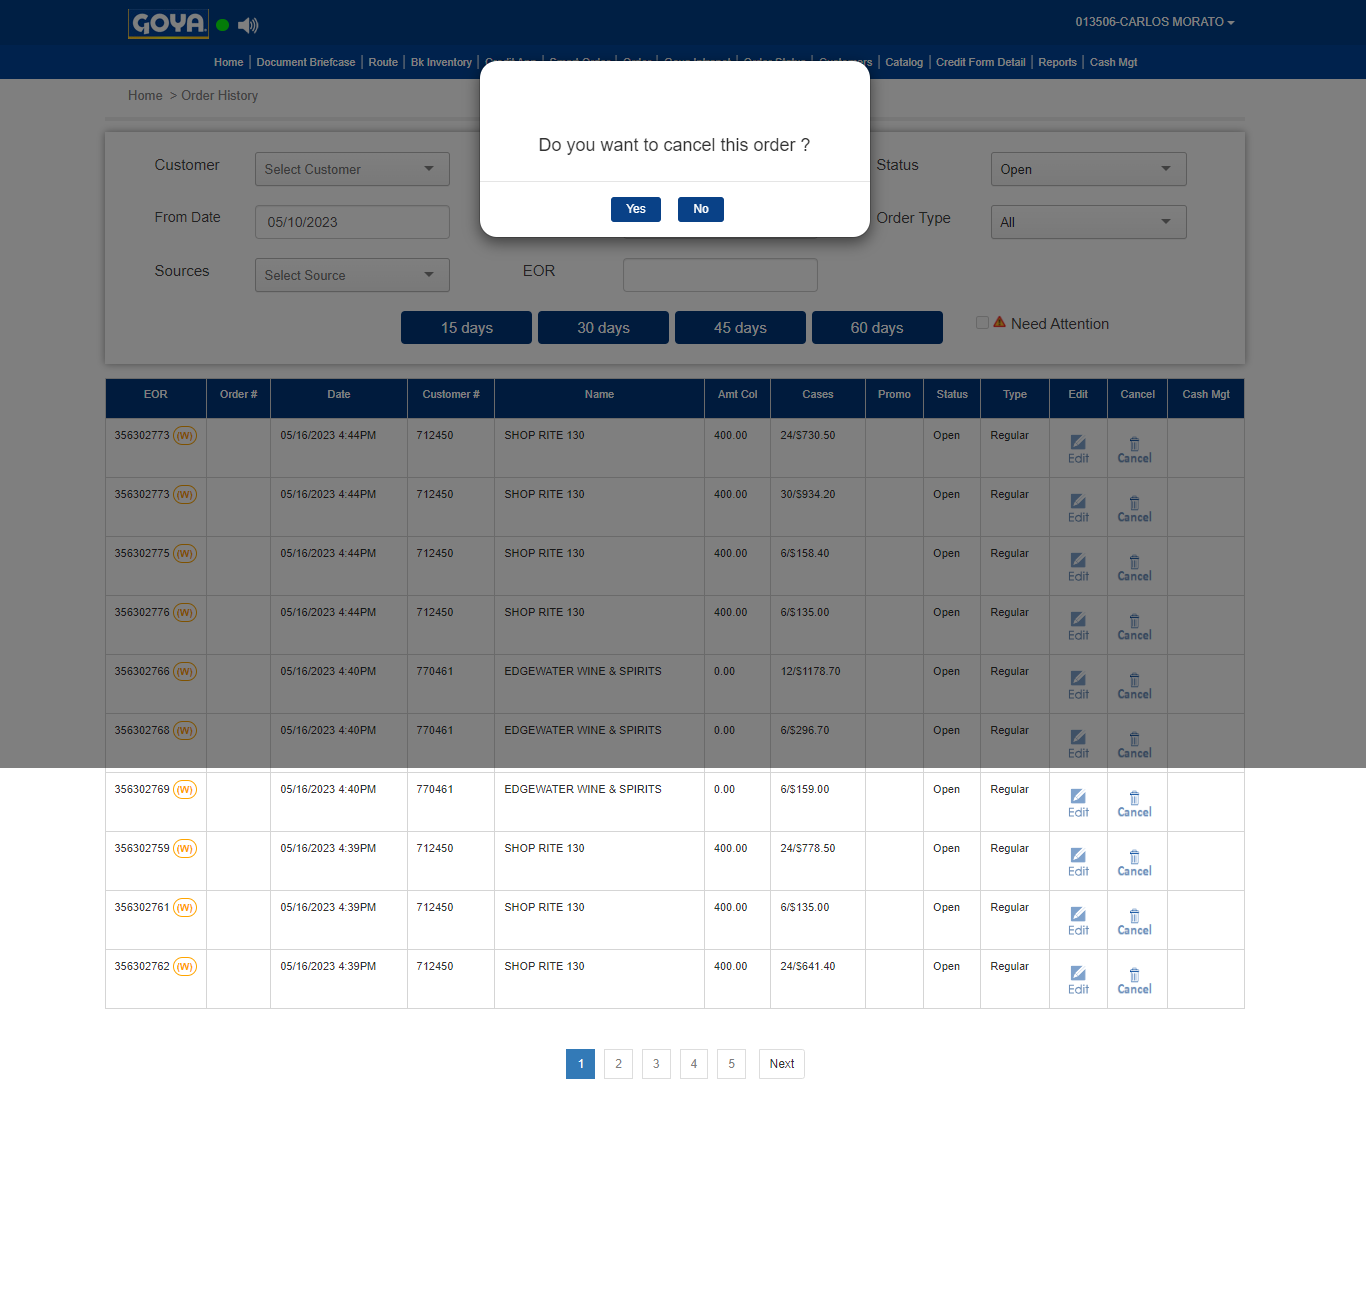 GOYA
013506-CARLOS MORATO
Home | Document Briefcase | Route | Bk Inventory | Catalog | Credit Form Detail | Reports | Cash Mgt
Home > Order History
Do you want to cancel this order ?
Yes No
Customer Select Customer Status Open
From Date 05/10/2023 Order Type All
Sources Select Source EOR
15 days 30 days 45 days 60 days Need Attention
EOR Order # Date Customer # Name Amt Col Cases Promo Status Type Edit Cancel Cash Mgt
356302773 (W) 05/16/2023 4:44PM 712450 SHOP RITE 130 400.00 24/$730.50 Open Regular Edit Cancel
356302773 (W) 05/16/2023 4:44PM 712450 SHOP RITE 130 400.00 30/$934.20 Open Regular Edit Cancel
356302775 (W) 05/16/2023 4:44PM 712450 SHOP RITE 130 400.00 6/$158.40 Open Regular Edit Cancel
356302776 (W) 05/16/2023 4:44PM 712450 SHOP RITE 130 400.00 6/$135.00 Open Regular Edit Cancel
356302766 (W) 05/16/2023 4:40PM 770461 EDGEWATER WINE & SPIRITS 0.00 12/$1178.70 Open Regular Edit Cancel
356302768 (W) 05/16/2023 4:40PM 770461 EDGEWATER WINE & SPIRITS 0.00 6/$296.70 Open Regular Edit Cancel
356302769 (W) 05/16/2023 4:40PM 770461 EDGEWATER WINE & SPIRITS 0.00 6/$159.00 Open Regular Edit Cancel
356302759 (W) 05/16/2023 4:39PM 712450 SHOP RITE 130 400.00 24/$778.50 Open Regular Edit Cancel
356302761 (W) 05/16/2023 4:39PM 712450 SHOP RITE 130 400.00 6/$135.00 Open Regular Edit Cancel
356302762 (W) 05/16/2023 4:39PM 712450 SHOP RITE 130 400.00 24/$641.40 Open Regular Edit Cancel
1 2 3 4 5 Next